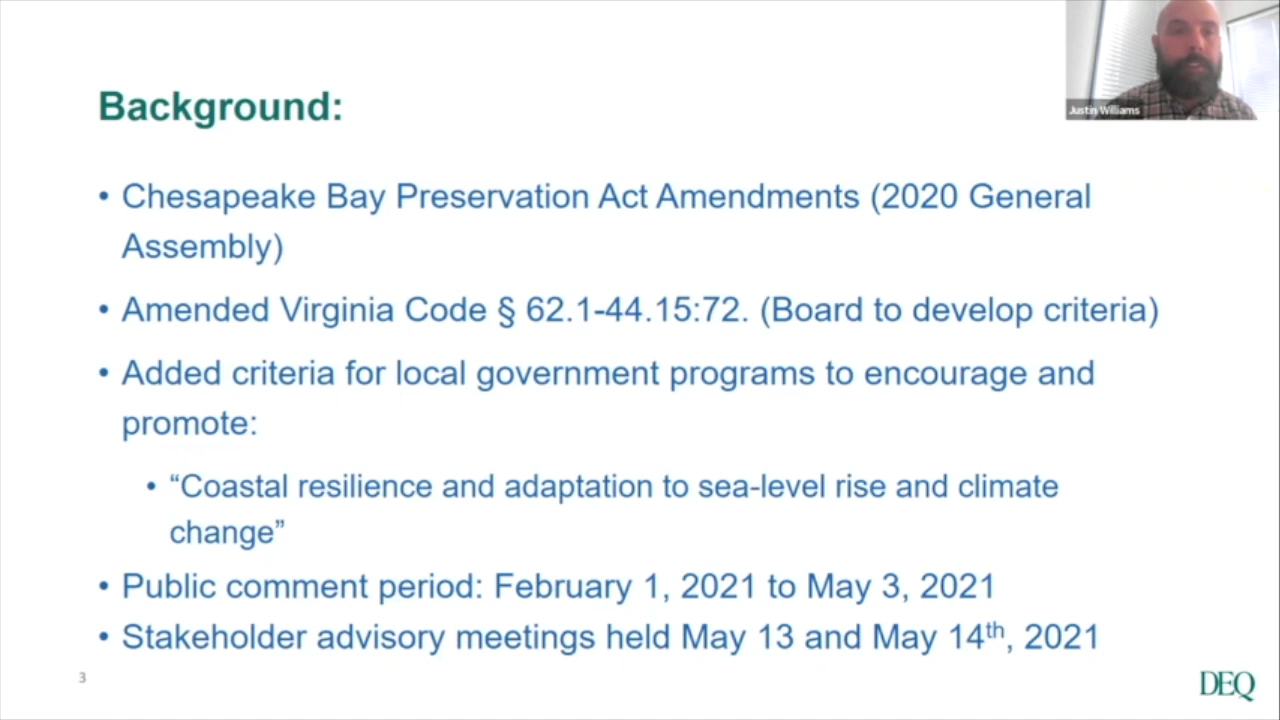 Justin Williams
Background:
• Chesapeake Bay Preservation Act Amendments (2020 General
Assembly)
• Amended Virginia Code § 62.1-44.15:72. (Board to develop criteria)
• Added criteria for local government programs to encourage and
promote:
• “Coastal resilience and adaptation to sea-level rise and climate
change”
• Public comment period: February 1, 2021 to May 3, 2021
• Stakeholder advisory meetings held May 13 and May 14th, 2021
3
DEQ